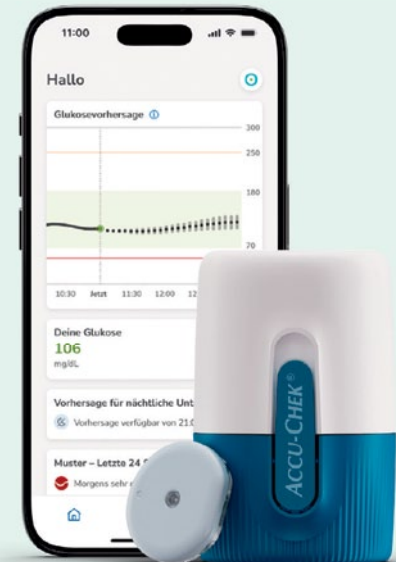 11:00
Hallo
Glukosevorhersage
300
250
180
70
10:30 Jetzt 11:30 12:00
Deine Glukose
106
mg/dL
Vorhersage für nächtliche
Vorhersage verfügbar von
Muster – Letzte 24
Morgens sehr
ACCU-CHEK®